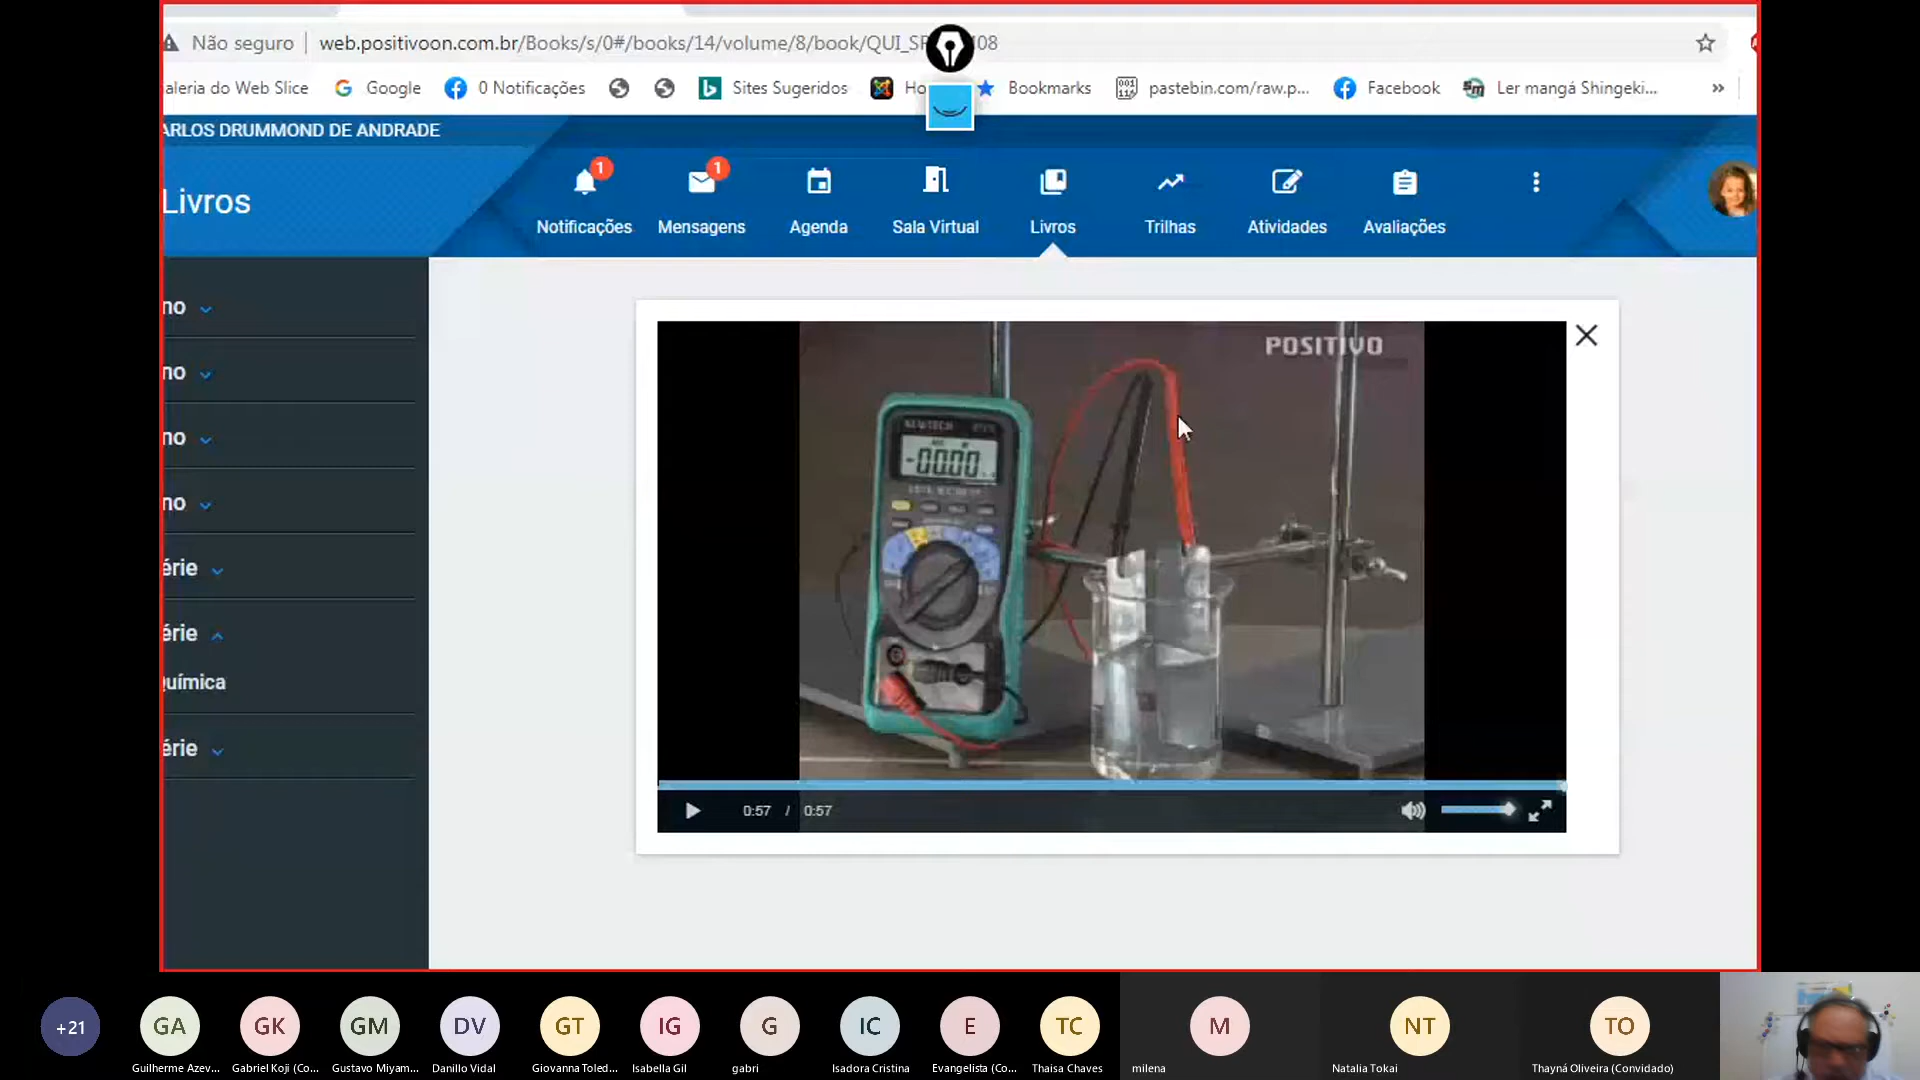 Não seguro
web.positivoon.com.br/Books/s/0#/books/14/volume/8/book/QUI_S
08
aleria do Web Slice
Google
0 Notificações
Sites Sugeridos
Ho
Bookmarks
pastebin.com/raw.p...
Facebook
Ler mangá Shingeki...
»
ARLOS DRUMMOND DE ANDRADE
Livros
1
1
Notificações
Mensagens
Agenda
Sala Virtual
Livros
Trilhas
Atividades
Avaliações
no
no
no
no
érie
érie
uímica
érie
POSITIVO
NEWTECH
-00.00
0:57 / 0:57
+21
GA
GK
GM
DV
GT
IG
G
IC
E
TC
M
NT
TO
Guilherme Azev...
Gabriel Koji (Co...
Gustavo Miyam...
Danillo Vidal
Giovanna Toled...
Isabella Gil
gabri
Isadora Cristina
Evangelista (Co...
Thaisa Chaves
milena
Natalia Tokai
Thayná Oliveira (Convidado)